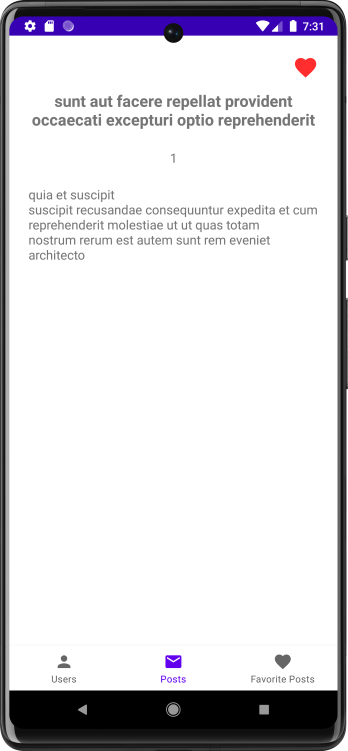 7:31
sunt aut facere repellat provident
occaecati excepturi optio reprehenderit
1
quia et suscipit
suscipit recusandae consequuntur expedita et cum
reprehenderit molestiae ut ut quas totam
nostrum rerum est autem sunt rem eveniet
architecto
Users
Posts
Favorite Posts